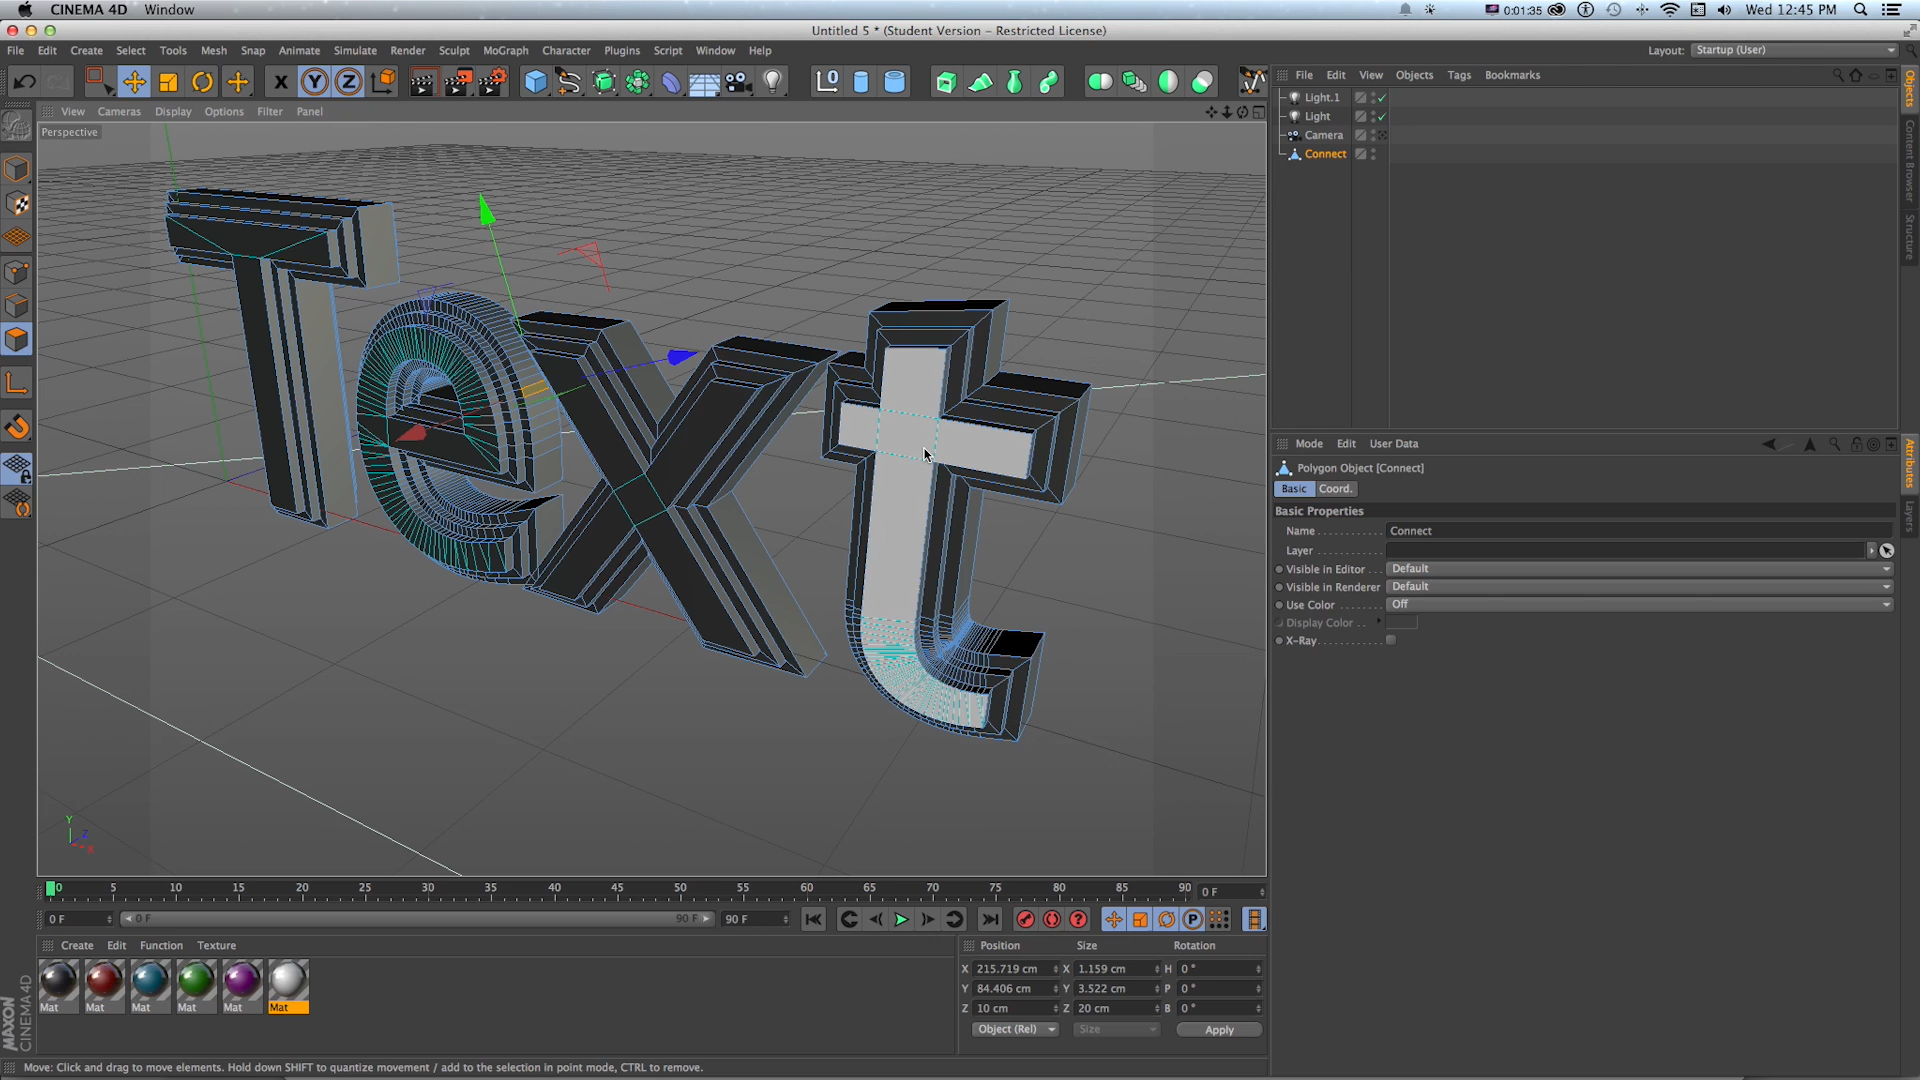 CINEMA 4D Window
0:01:35 Wed 12:45 PM
Untitled 5 * (Student Version – Restricted License)
File Edit Create Select Tools Mesh Snap Animate Simulate Render Sculpt MoGraph Character Plugins Script Window Help
Layout: Startup (User)
X Y Z
File Edit View Objects Tags Bookmarks
View Cameras Display Options Filter Panel
Perspective
Light.1
Light
Camera
Connect
Objects
Content Browser
Structure
Text
Mode Edit User Data
Polygon Object [Connect]
Basic Coord.
Basic Properties
Name Connect
Layer
Visible in Editor Default
Visible in Renderer Default
Use Color Off
Display Color
X-Ray
Attributes
Layers
Y Z X
0 5 10 15 20 25 30 35 40 45 50 55 60 65 70 75 80 85 90 0 F
0 F 0 F 90 F 90 F
Create Edit Function Texture
Mat Mat Mat Mat Mat Mat
Position Size Rotation
X 215.719 cm X 1.159 cm H 0 °
Y 84.406 cm Y 3.522 cm P 0 °
Z 10 cm Z 20 cm B 0 °
Object (Rel) Size Apply
MAXON CINEMA4D
Move: Click and drag to move elements. Hold down SHIFT to quantize movement / add to the selection in point mode, CTRL to remove.